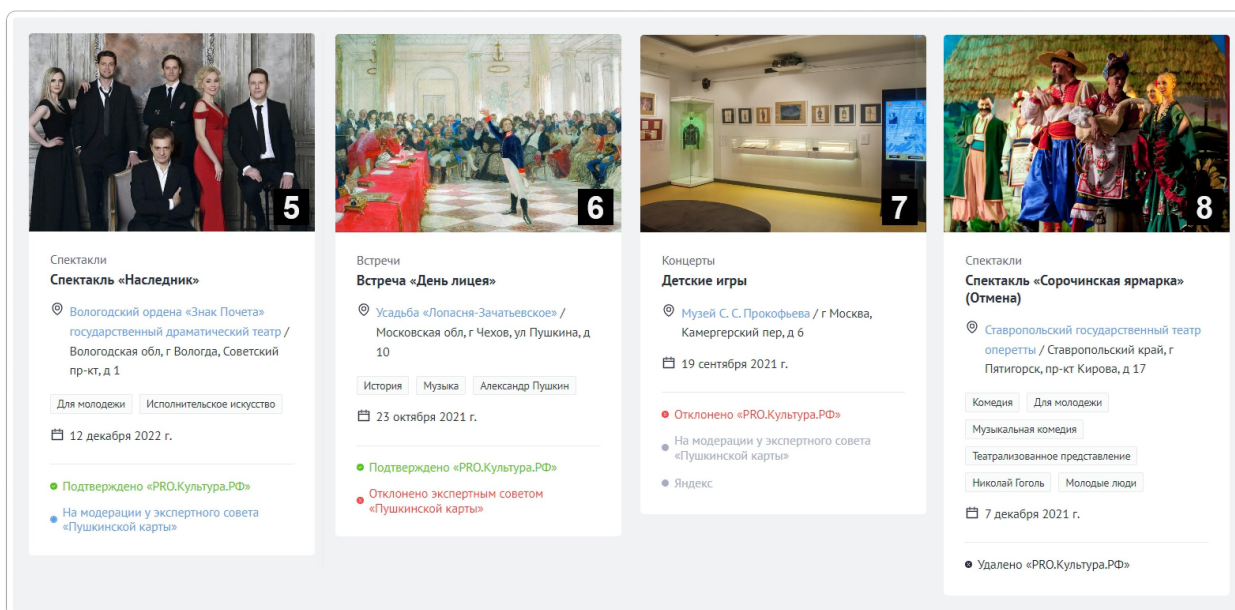 5
Спектакли
Спектакль «Наследник»
Вологодский ордена «Знак Почета»
государственный драматический театр /
Вологодская обл, г Вологда, Советский
пр-кт, д 1
Для молодежи Исполнительское искусство
12 декабря 2022 г.
Подтверждено «PRO.Культура.РФ»
На модерации у экспертного совета
«Пушкинской карты»
6
Встречи
Встреча «День лицея»
Усадьба «Лопасня-Зачатьевское» /
Московская обл, г Чехов, ул Пушкина, д
10
История Музыка Александр Пушкин
23 октября 2021 г.
Подтверждено «PRO.Культура.РФ»
Отклонено экспертным советом
«Пушкинской карты»
7
Концерты
Детские игры
Музей С. С. Прокофьева / г Москва,
Камергерский пер, д 6
19 сентября 2021 г.
Отклонено «PRO.Культура.РФ»
На модерации у экспертного совета
«Пушкинской карты»
Яндекс
8
Спектакли
Спектакль «Сорочинская ярмарка»
(Отмена)
Ставропольский государственный театр
оперетты / Ставропольский край, г
Пятигорск, пр-кт Кирова, д 17
Комедия Для молодежи
Музыкальная комедия
Театрализованное представление
Николай Гоголь Молодые люди
7 декабря 2021 г.
Удалено «PRO.Культура.РФ»